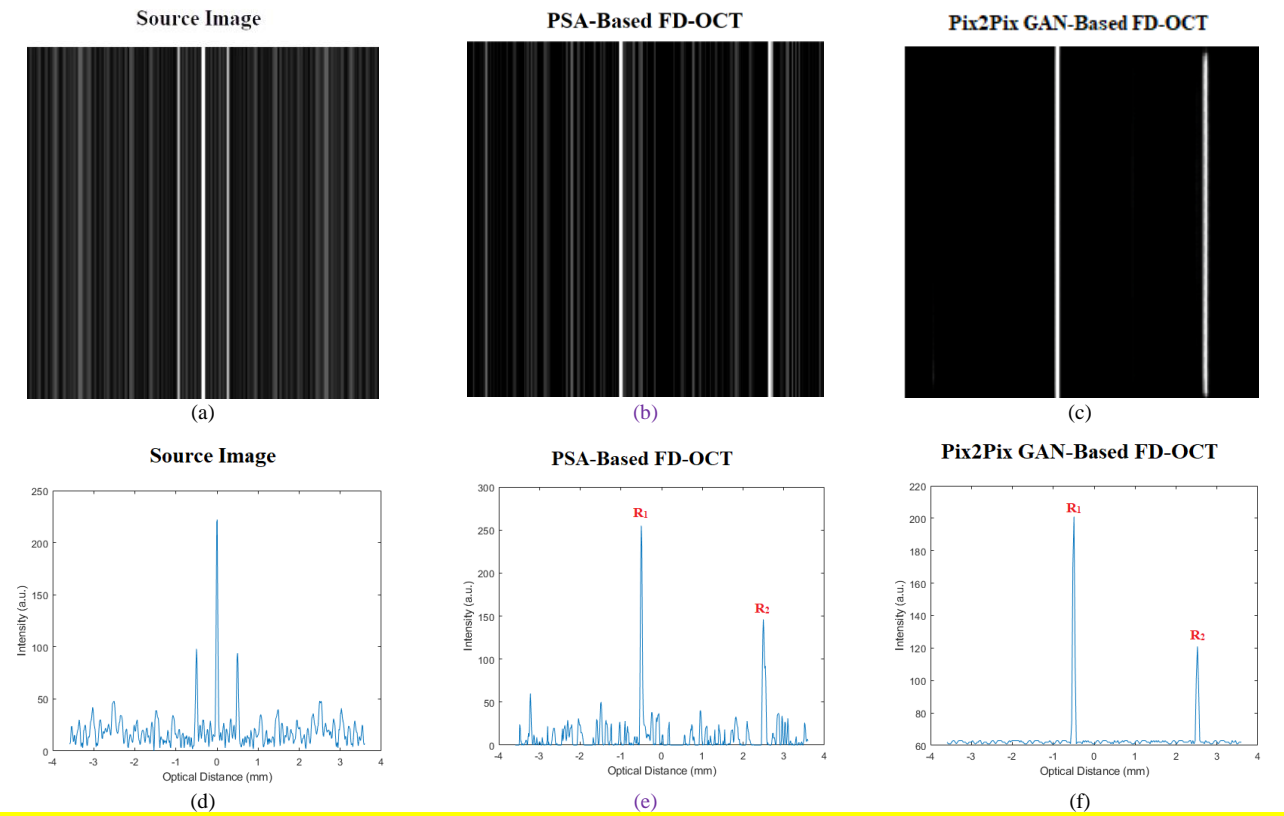 Source Image
PSA-Based FD-OCT
Pix2Pix GAN-Based FD-OCT
(a)
(b)
(c)
Source Image
PSA-Based FD-OCT
Pix2Pix GAN-Based FD-OCT
250
200
150
100
50
0
-4 -3 -2 -1 0 1 2 3 4
Intensity (a.u.)
Optical Distance (mm)
300
250
200
150
100
50
0
-4 -3 -2 -1 0 1 2 3 4
Intensity (a.u.)
Optical Distance (mm)
R1
R2
220
200
180
160
140
120
100
80
60
-4 -3 -2 -1 0 1 2 3 4
Intensity (a.u.)
Optical Distance (mm)
R1
R2
(d)
(e)
(f)